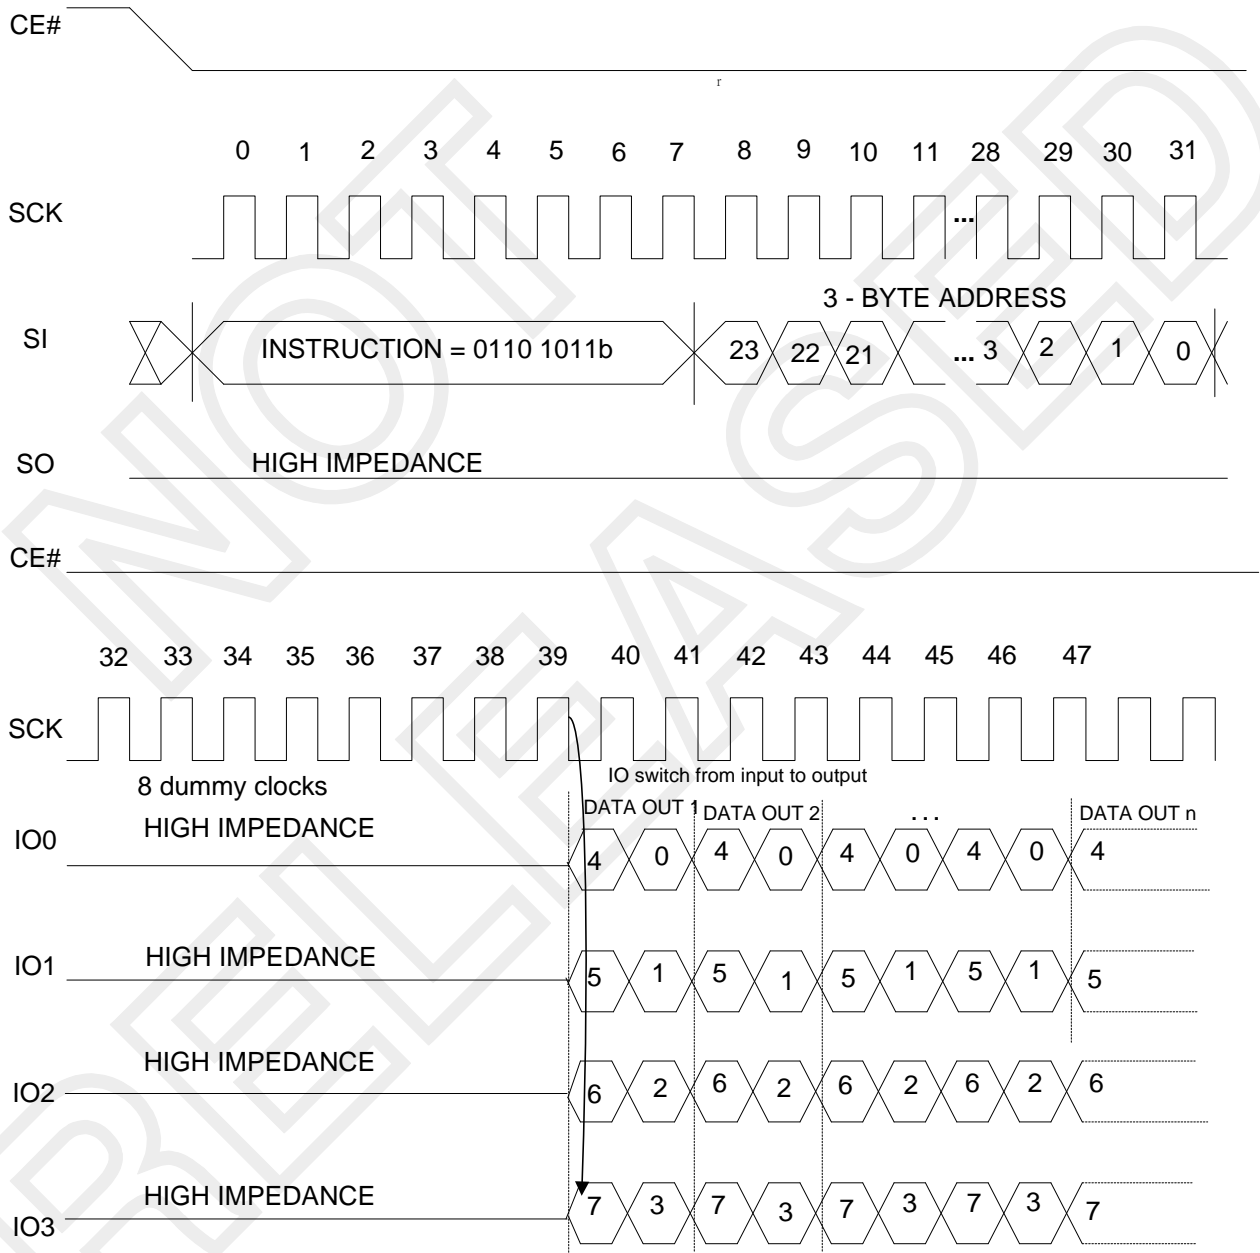 CE#
r
0 1 2 3 4 5 6 7 8 9 10 11 28 29 30 31
SCK ...
3 - BYTE ADDRESS
SI INSTRUCTION = 0110 1011b 23 22 21 ... 3 2 1 0
SO HIGH IMPEDANCE
CE#
32 33 34 35 36 37 38 39 40 41 42 43 44 45 46 47
SCK
8 dummy clocks IO switch from input to output
DATA OUT 1 DATA OUT 2 ... DATA OUT n
HIGH IMPEDANCE
IO0 4 0 4 0 4 0 4 0 4
HIGH IMPEDANCE
IO1 5 1 5 1 5 1 5 1 5
HIGH IMPEDANCE
IO2 6 2 6 2 6 2 6 2 6
HIGH IMPEDANCE
IO3 7 3 7 3 7 3 7 3 7
NOT
RELEASED